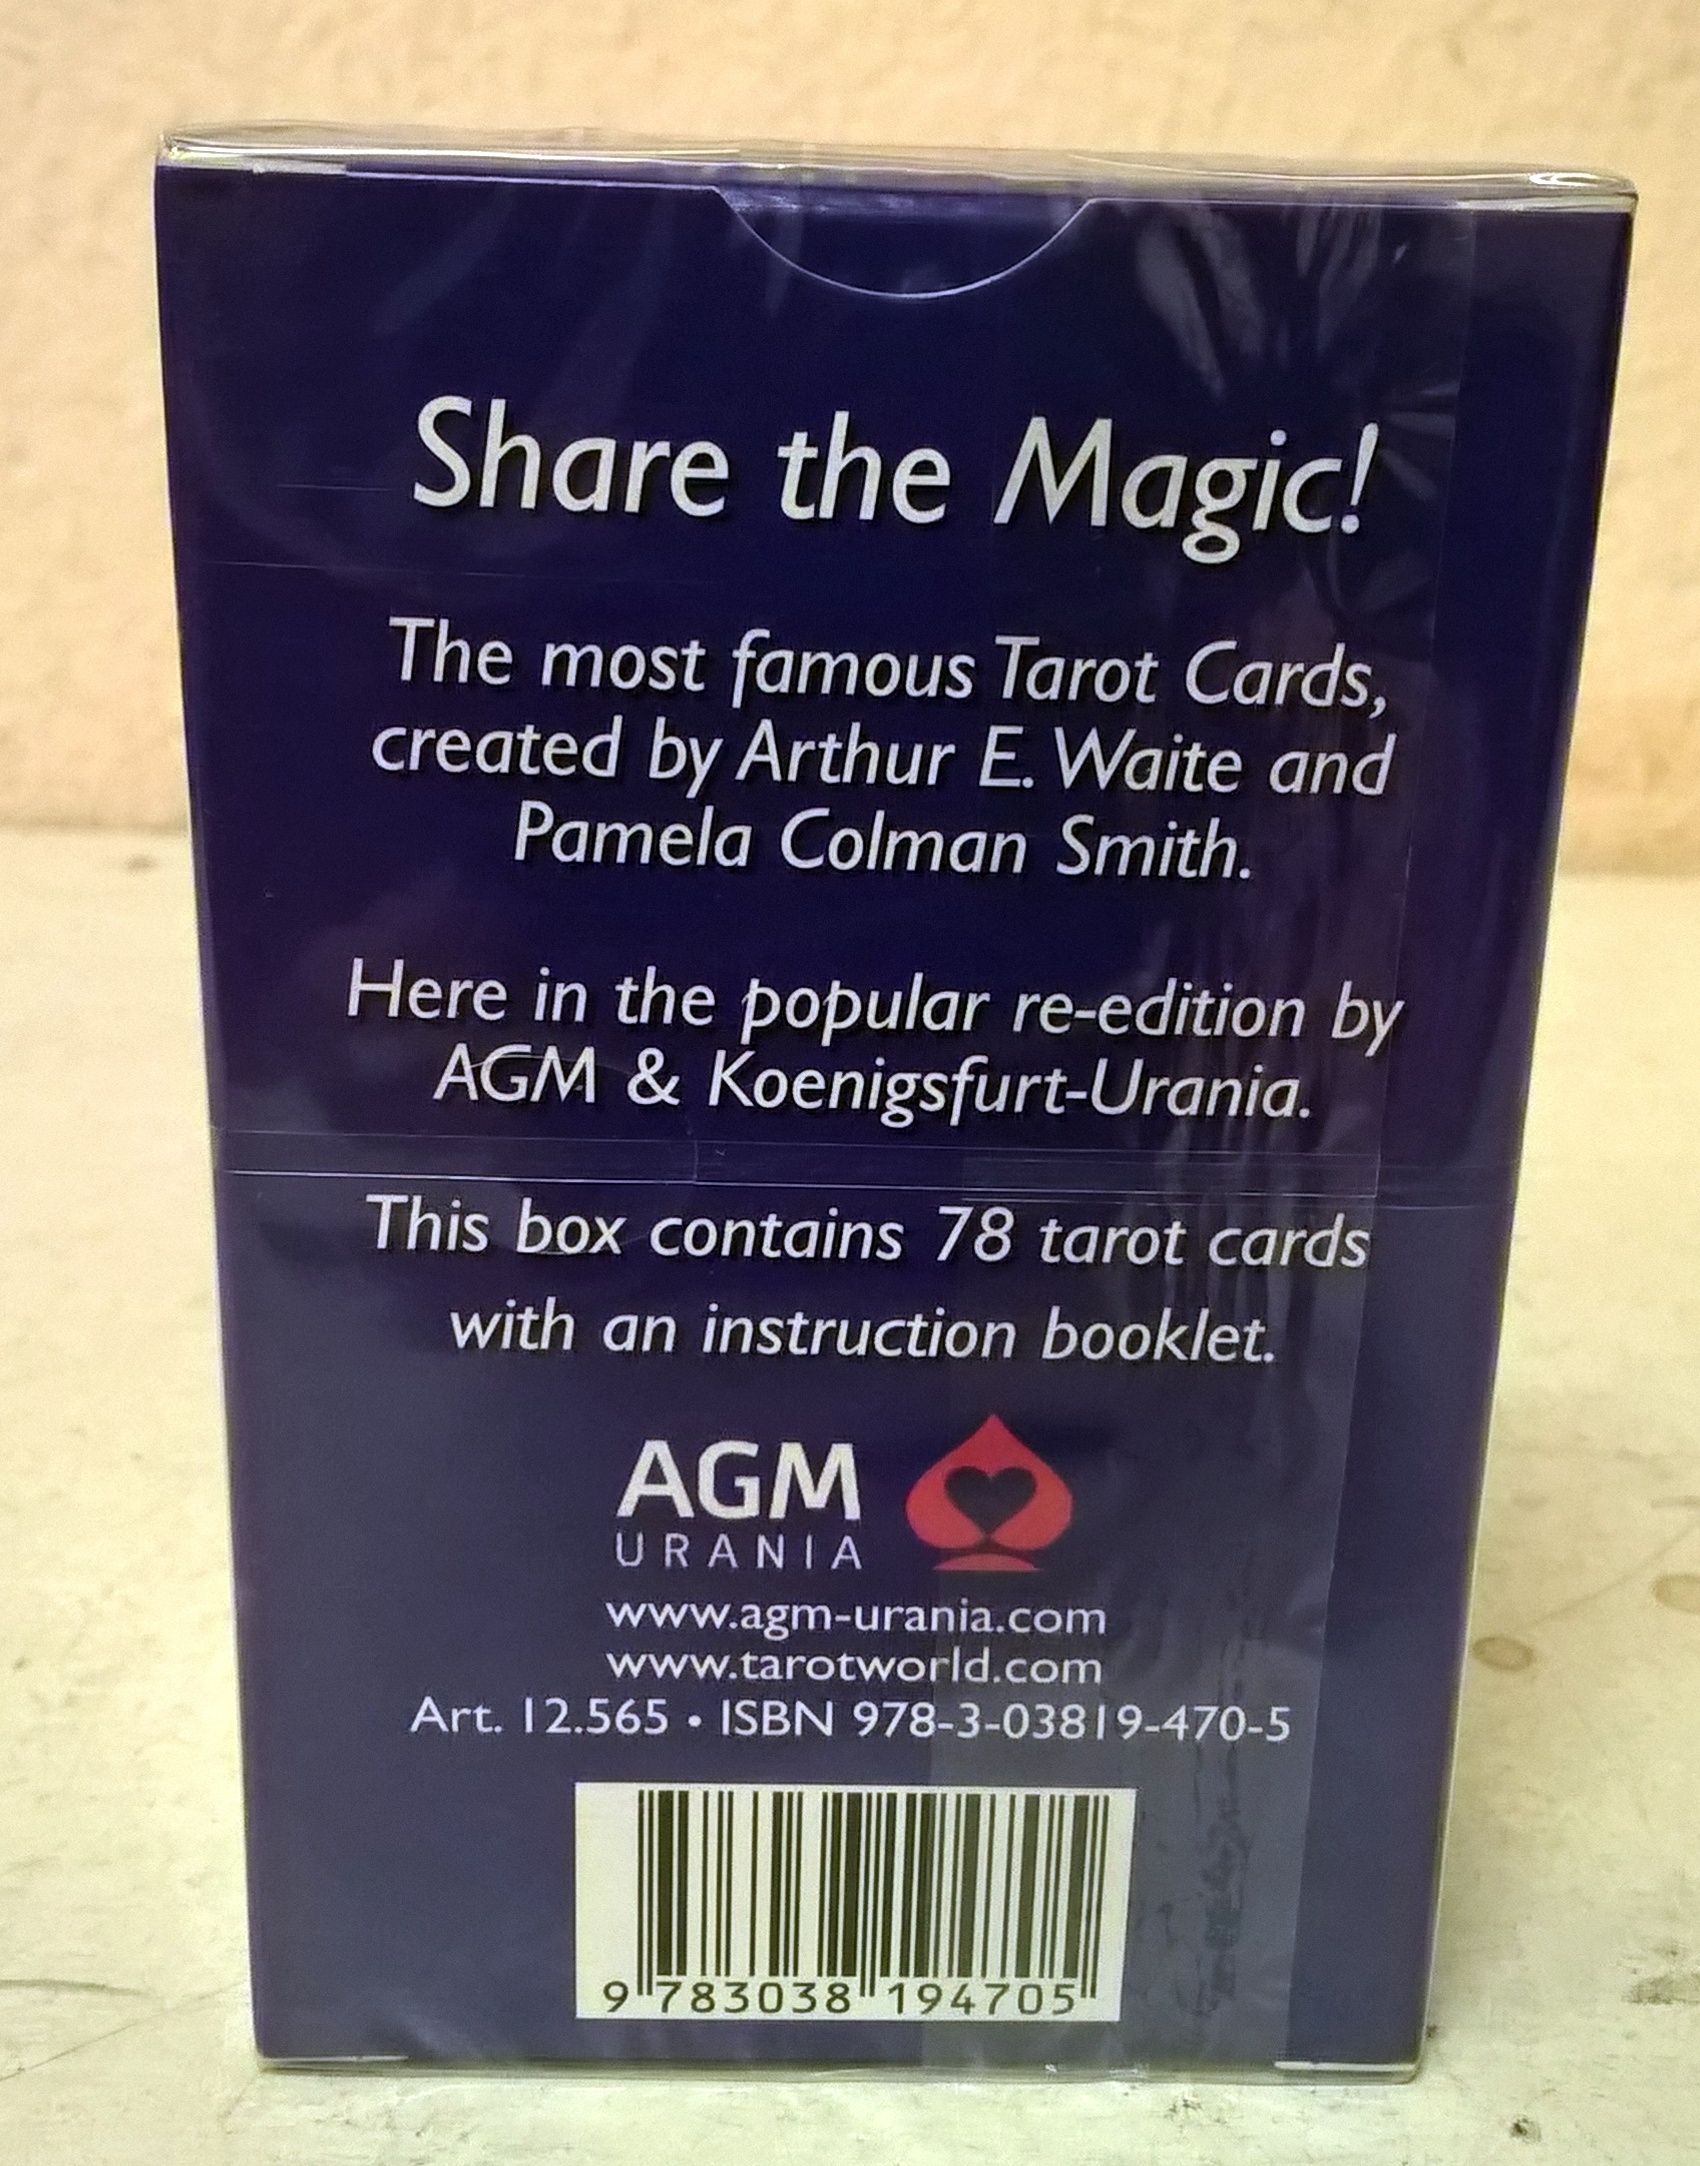 Share the Magic!
The most famous Tarot Cards,
created by Arthur E. Waite and
Pamela Colman Smith.
Here in the popular re-edition by
AGM & Koenigsfurt-Urania.
This box contains 78 tarot cards
with an instruction booklet.
AGM
URANIA
www.agm-urania.com
www.tarotworld.com
Art. 12.565 • ISBN 978-3-03819-470-5
9 783038 194705